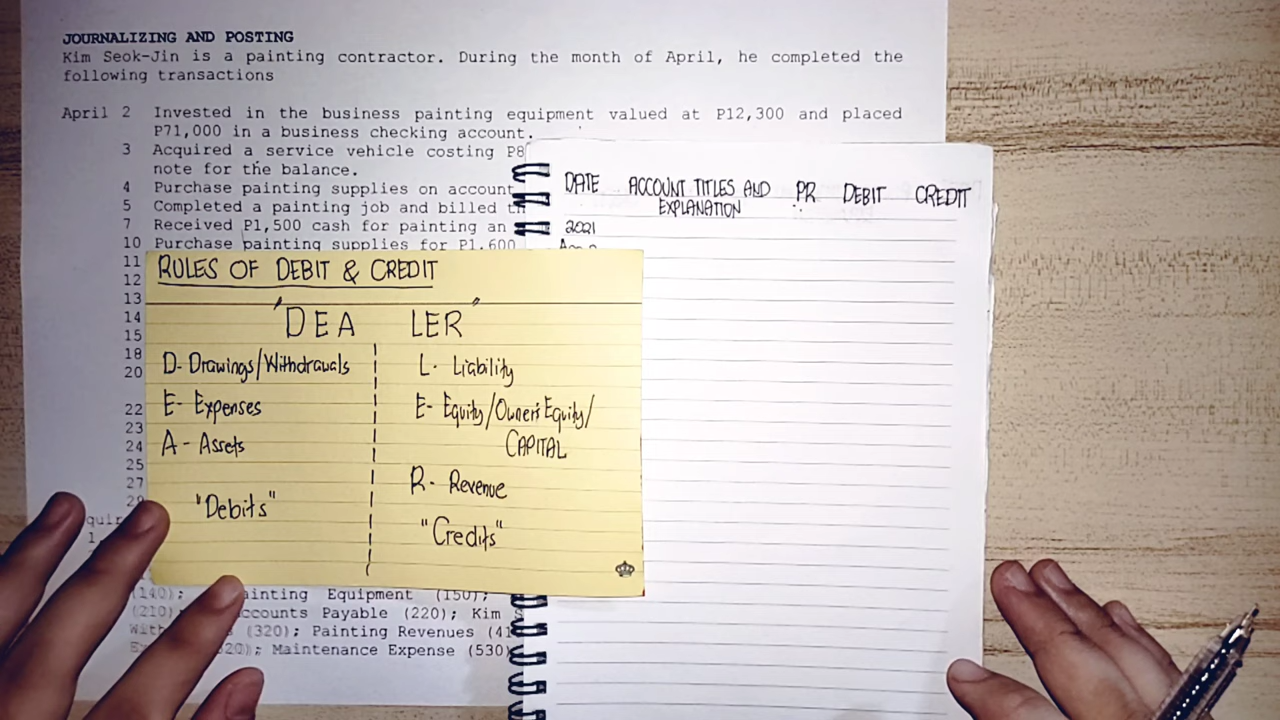 JOURNALIZING AND POSTING
Kim Seok-Jin is a painting contractor. During the month of April, he completed the
following transactions
April 2 Invested in the business painting equipment valued at P12,300 and placed
P71,000 in a business checking account.
3 Acquired a service vehicle costing P8
note for the balance.
4 Purchase painting supplies on account
5 Completed a painting job and billed
7 Received P1,500 cash for painting an
10 Purchase painting supplies for P1,600
11
12
13
14
15
18
20
22
23
24
25
27
(140); Painting Equipment (150);
(210) Accounts Payable (220); Kim
(320); Painting Revenues (41
Maintenance Expense (530)
RULES OF DEBIT & CREDIT
"DEA LER"
D- Drawings/Withdrawals
E- Expenses
A - Assets
"Debits"
L- Liability
E- Equity/Owner's Equity/
CAPITAL
R- Revenue
"Credits"
DATE ACCOUNT TITLES AND EXPLANATION PR DEBIT CREDIT
2021